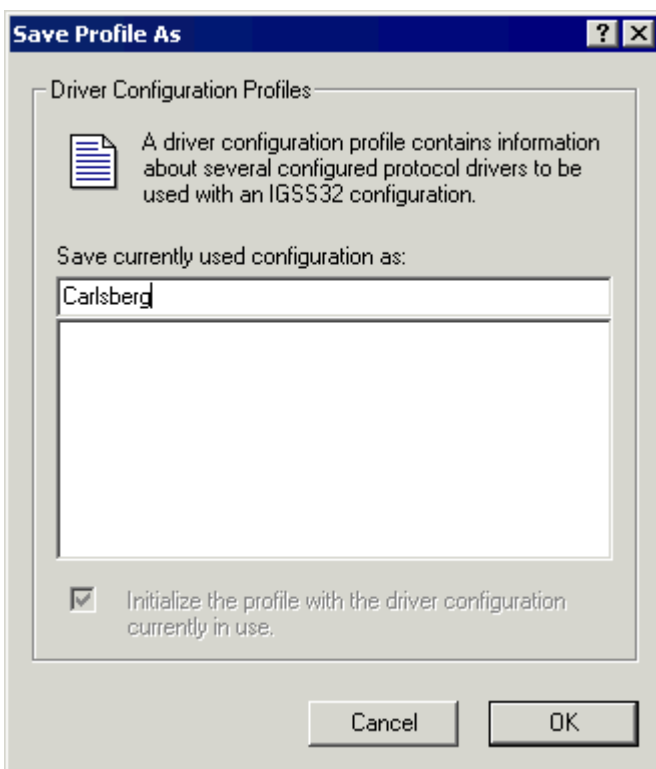 Save Profile As
Driver Configuration Profiles
A driver configuration profile contains information
about several configured protocol drivers to be
used with an IGSS32 configuration.
Save currently used configuration as:
Carlsberg
Initialize the profile with the driver configuration
currently in use.
Cancel
OK